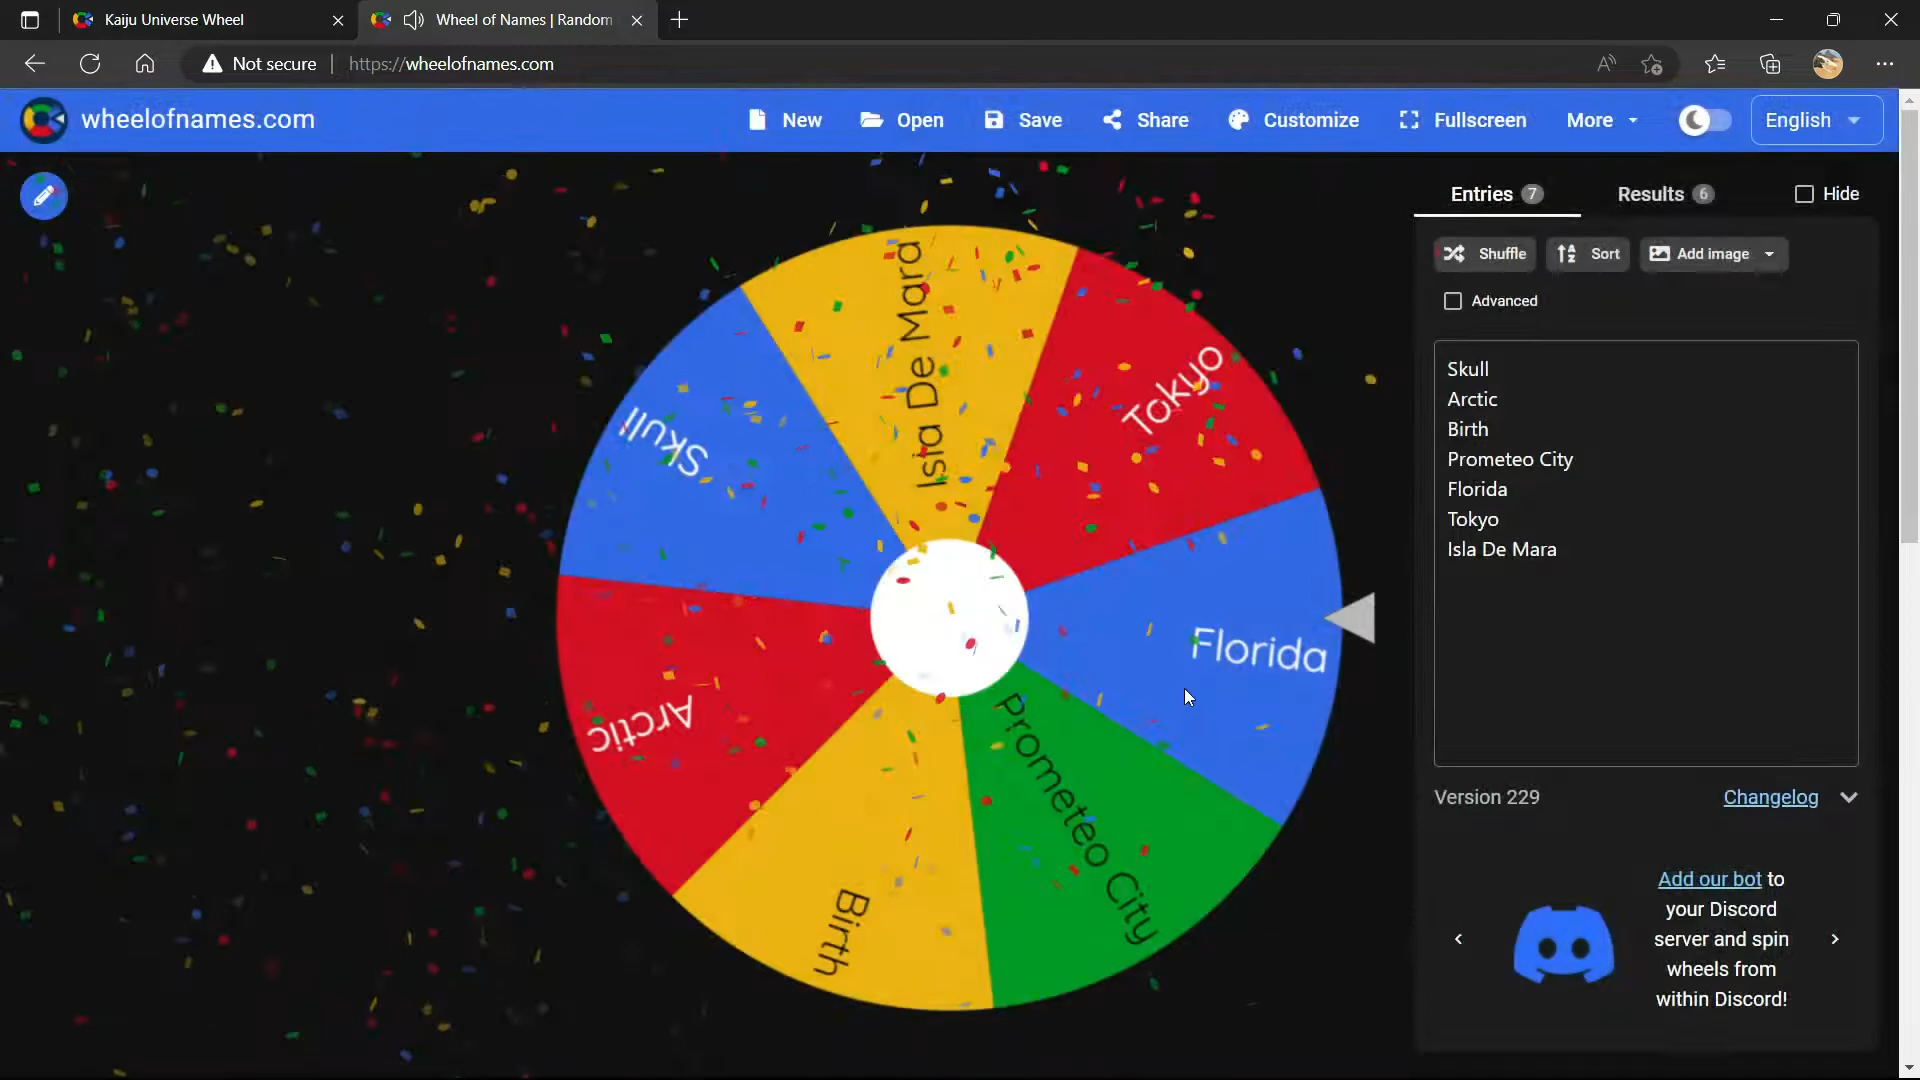 Kaiju Universe Wheel
Wheel of Names | Random
Not secure
https://wheelofnames.com
wheelofnames.com
New
Open
Save
Share
Customize
Fullscreen
More
English
Entries 7
Results 6
Hide
Shuffle
Sort
Add image
Advanced
Skull
Arctic
Birth
Prometeo City
Florida
Tokyo
Isla De Mara
Isla De Mara
Tokyo
Florida
Prometeo City
Birth
Arctic
Skull
Version 229
Changelog
Add our bot to
your Discord
server and spin
wheels from
within Discord!